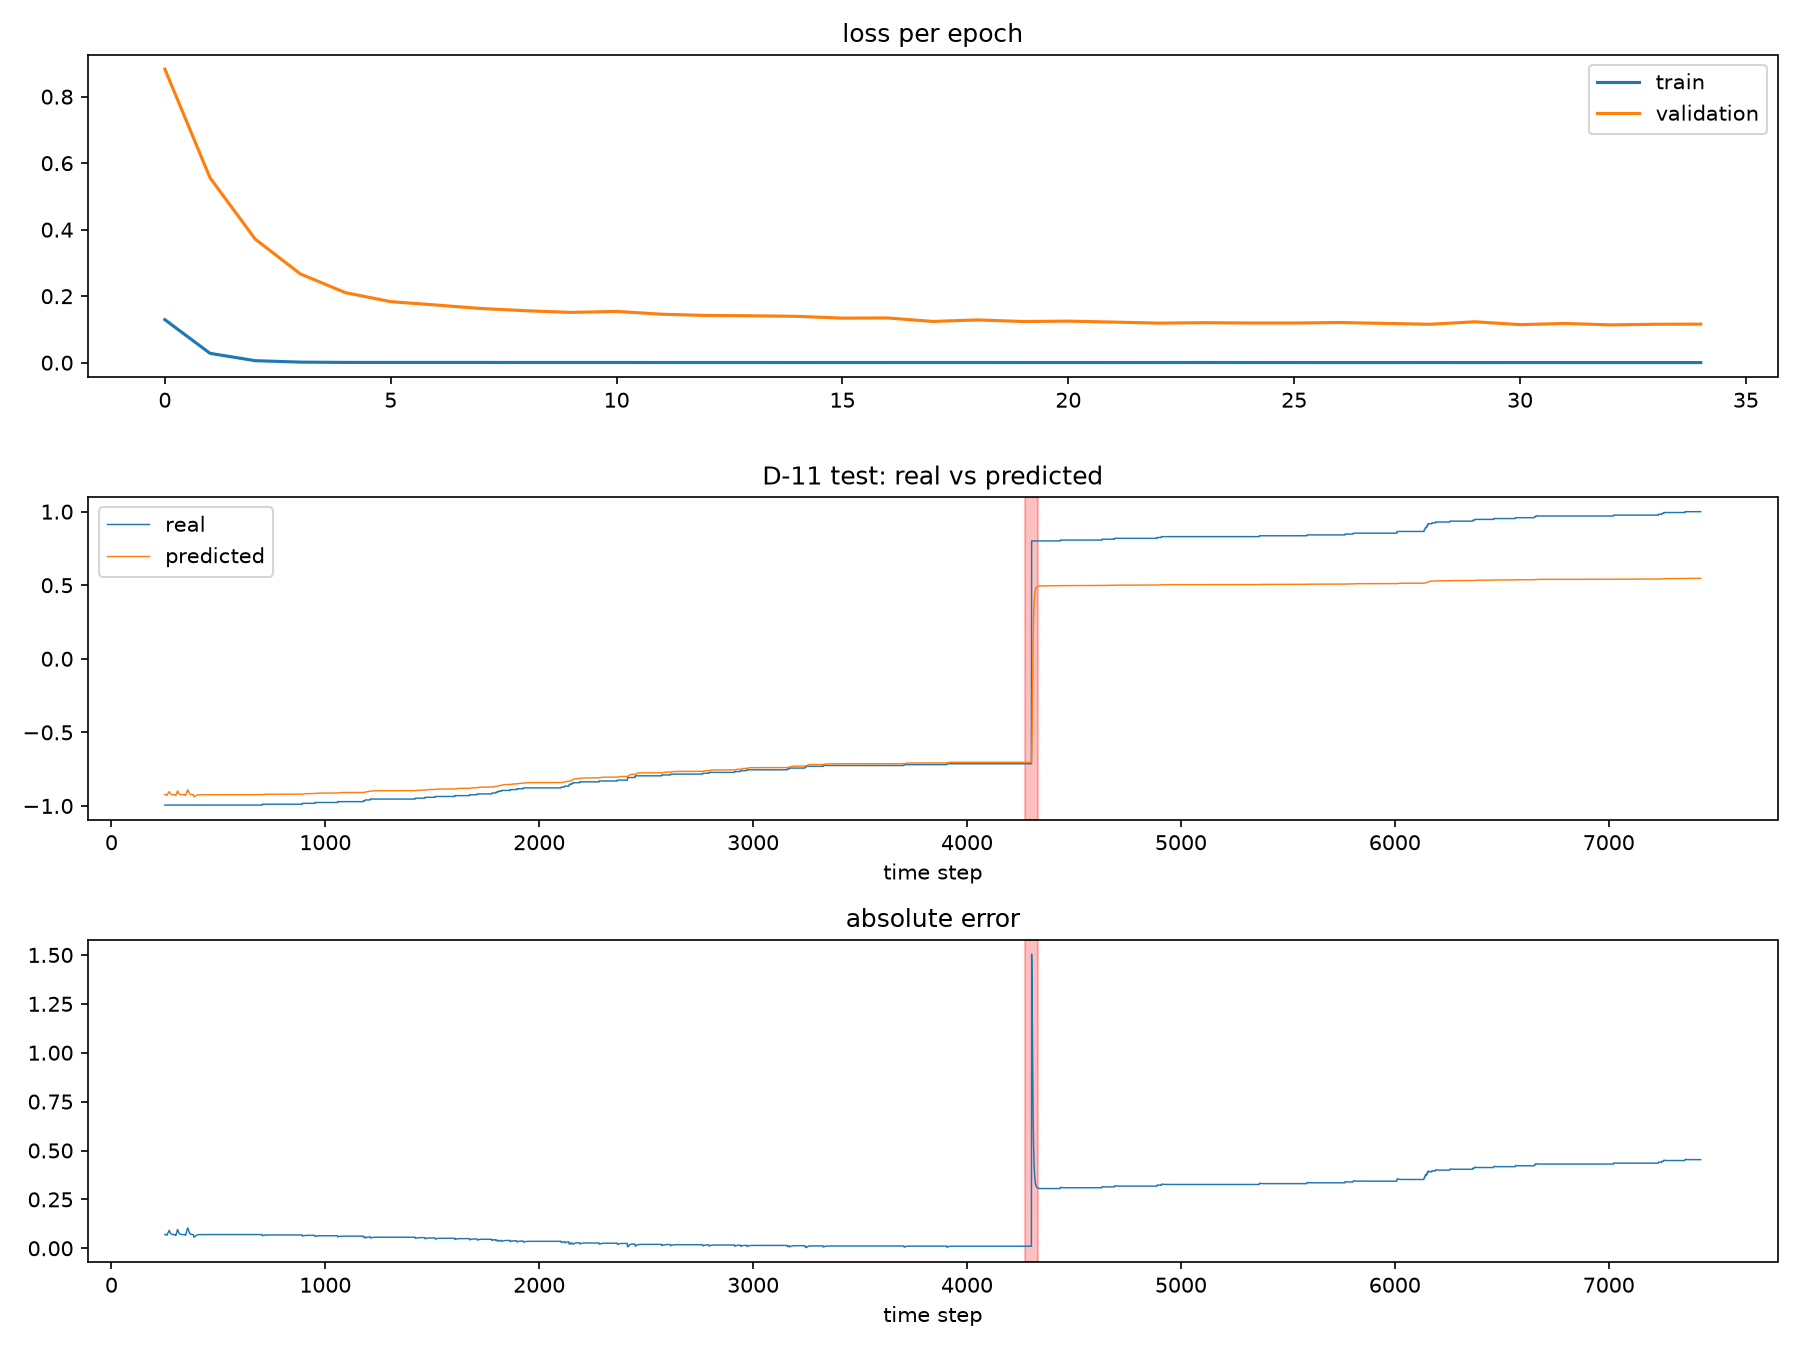 loss per epoch
train
validation
0.8
0.6
0.4
0.2
0.0
0 5 10 15 20 25 30 35
D-11 test: real vs predicted
real
predicted
1.0
0.5
0.0
−0.5
−1.0
0 1000 2000 3000 4000 5000 6000 7000
time step
absolute error
1.50
1.25
1.00
0.75
0.50
0.25
0.00
0 1000 2000 3000 4000 5000 6000 7000
time step